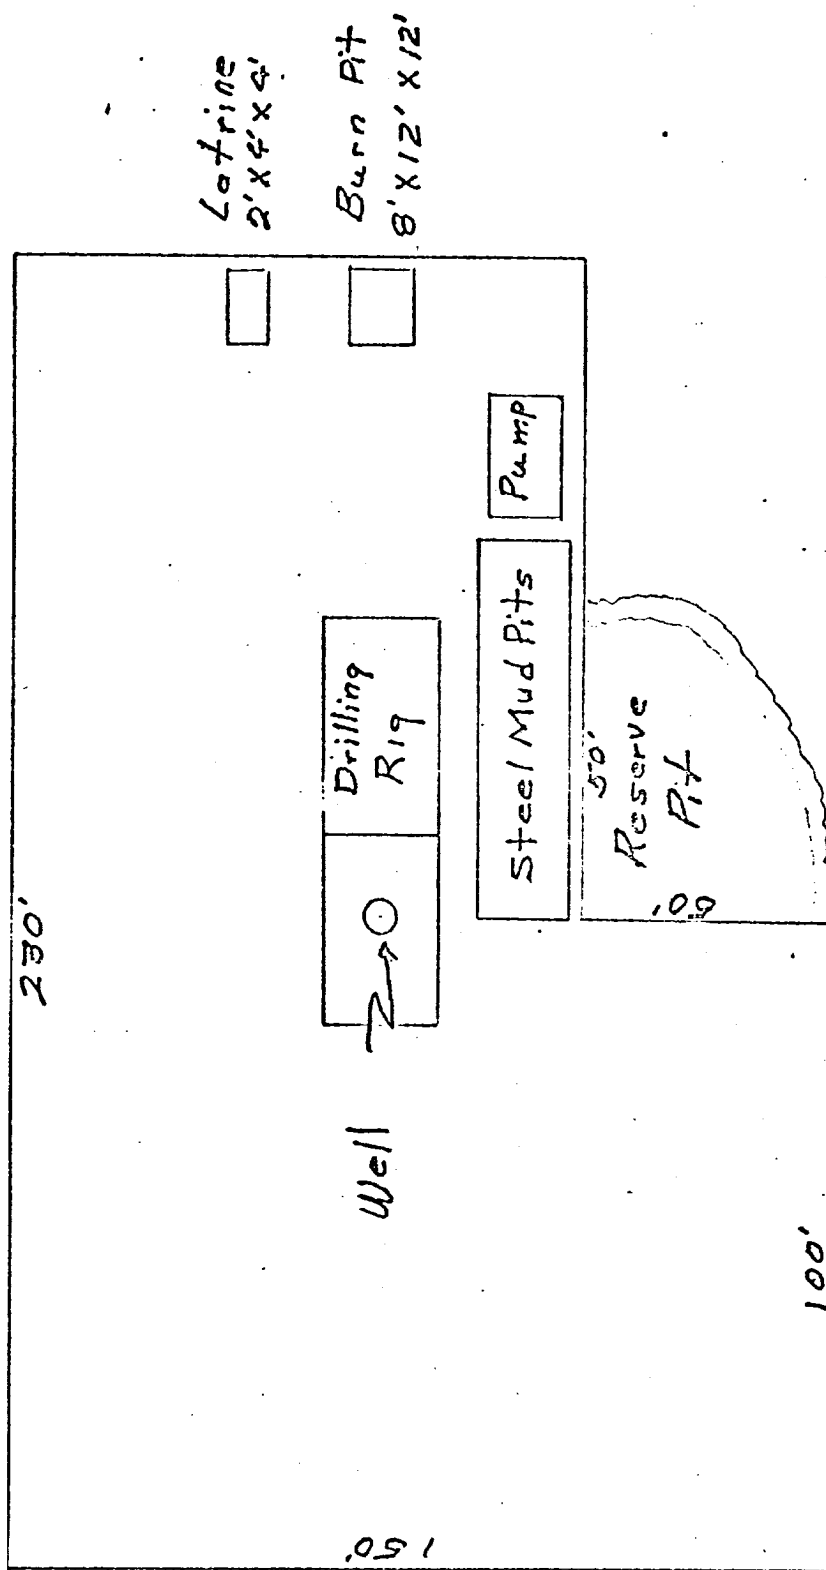 230'
Latrine
2'X4'X4'
Burn Pit
8'X12'X12'
Drilling
Rig
Well
Pump
Steel Mud Pits
50'
Reserve
Pit
150'
100'